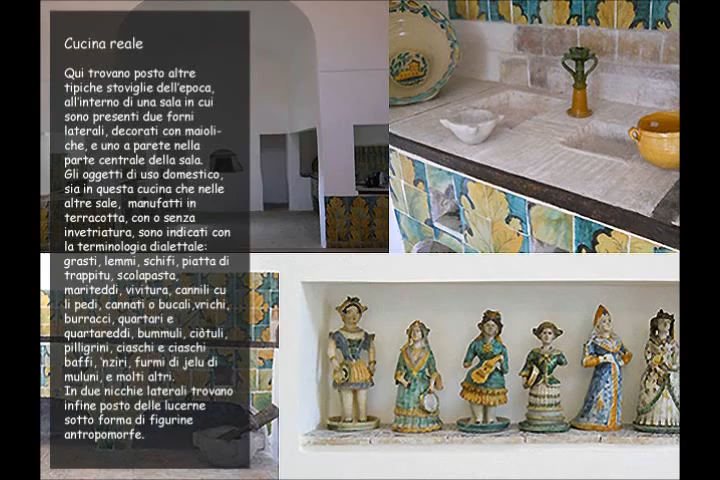 Cucina reale
Qui trovano posto altre
tipiche stoviglie dell'epoca,
all'interno di una sala in cui
sono presenti due forni
laterali, decorati con maioli-
che, e uno a parete nella
parte centrale della sala.
Gli oggetti di uso domestico,
sia in questa cucina che nelle
altre sale, manufatti in
terracotta, con o senza
invetriatura, sono indicati con
la terminologia dialettale:
grasti, lemmi, schifi, piatta di
trappitu, scolapasta,
mariteddi, vivitura, cannili cu
li pedi, cannati o bucali,vrichi,
burracci, quartari e
quartareddi, bummuli, ciòtuli,
pilligrini, ciaschi e ciaschi
baffi, 'nziri, furmi di jelu di
muluni, e molti altri.
In due nicchie laterali trovano
infine posto delle lucerne
sotto forma di figurine
antropomorfe.